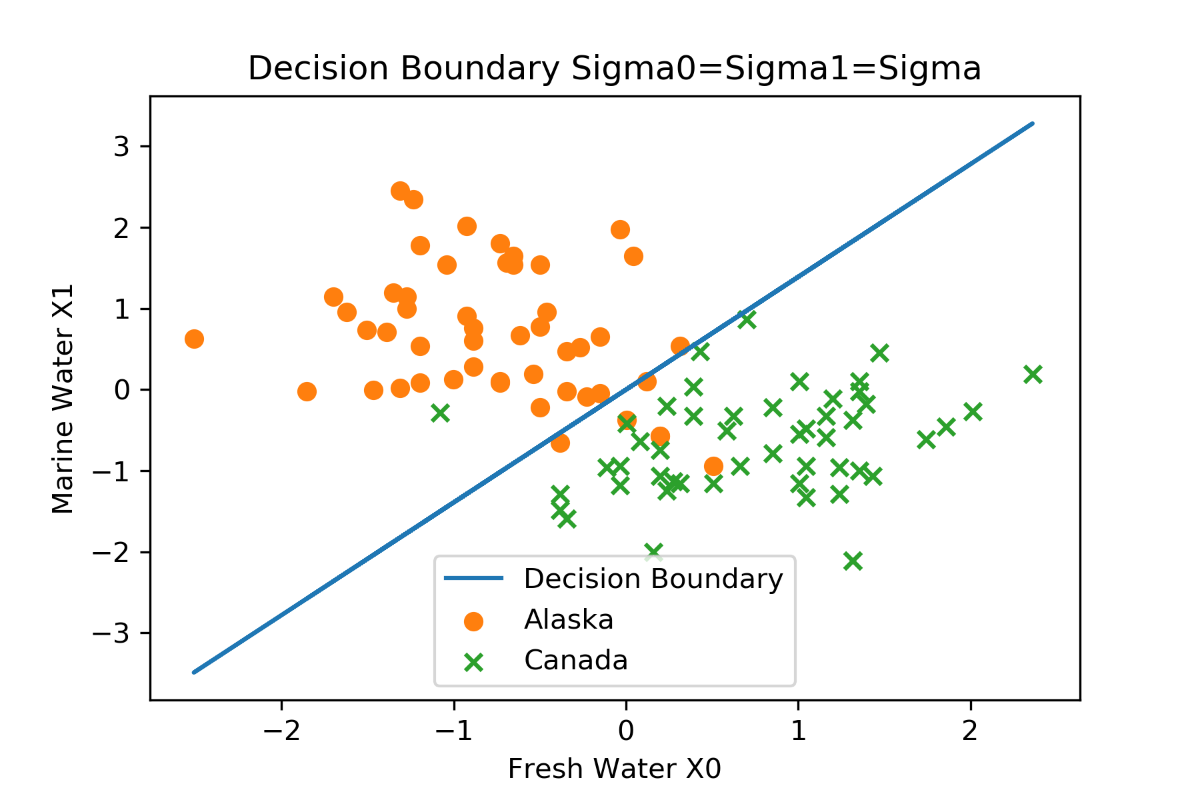 Decision Boundary Sigma0=Sigma1=Sigma
3
2
1
0
−1
−2
−3
Marine Water X1
Decision Boundary
Alaska
Canada
−2
−1
0
1
2
Fresh Water X0